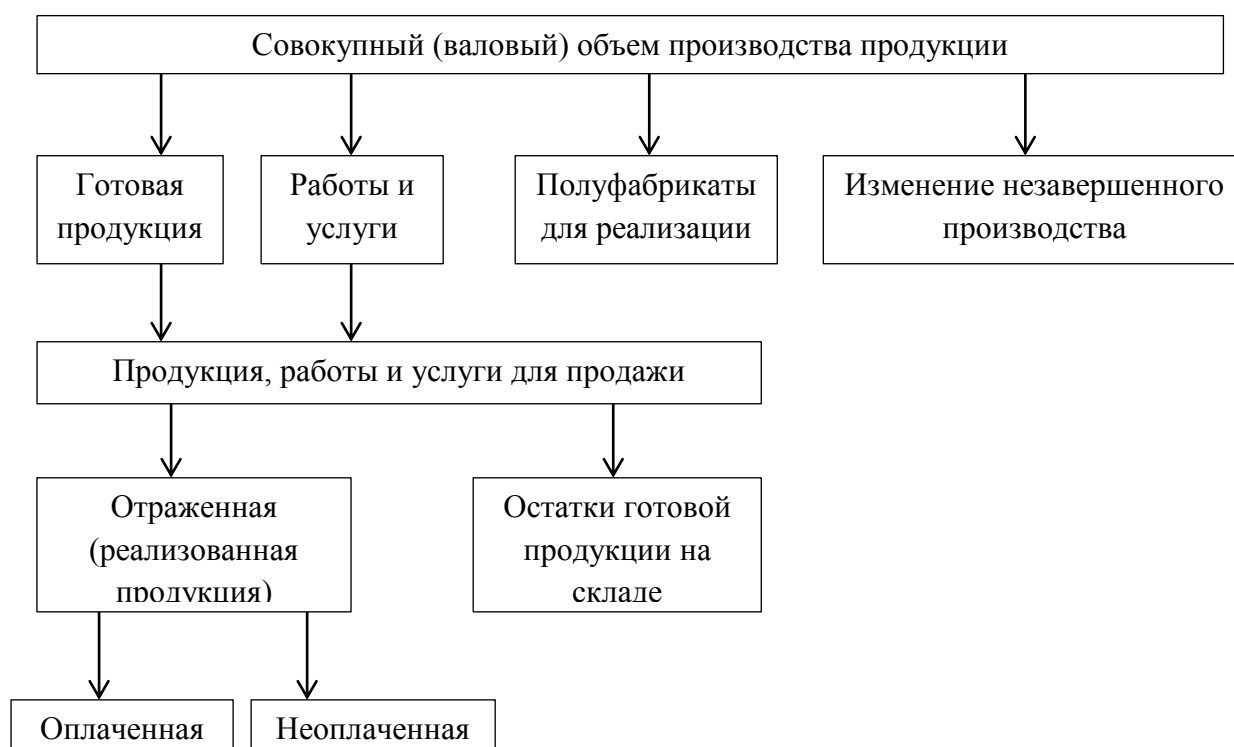 Совокупный (валовый) объем производства продукции
Готовая
продукция
Работы и
услуги
Полуфабрикаты
для реализации
Изменение незавершенного
производства
Продукция, работы и услуги для продажи
Отраженная
(реализованная
продукция)
Остатки готовой
продукции на
складе
Оплаченная
Неоплаченная